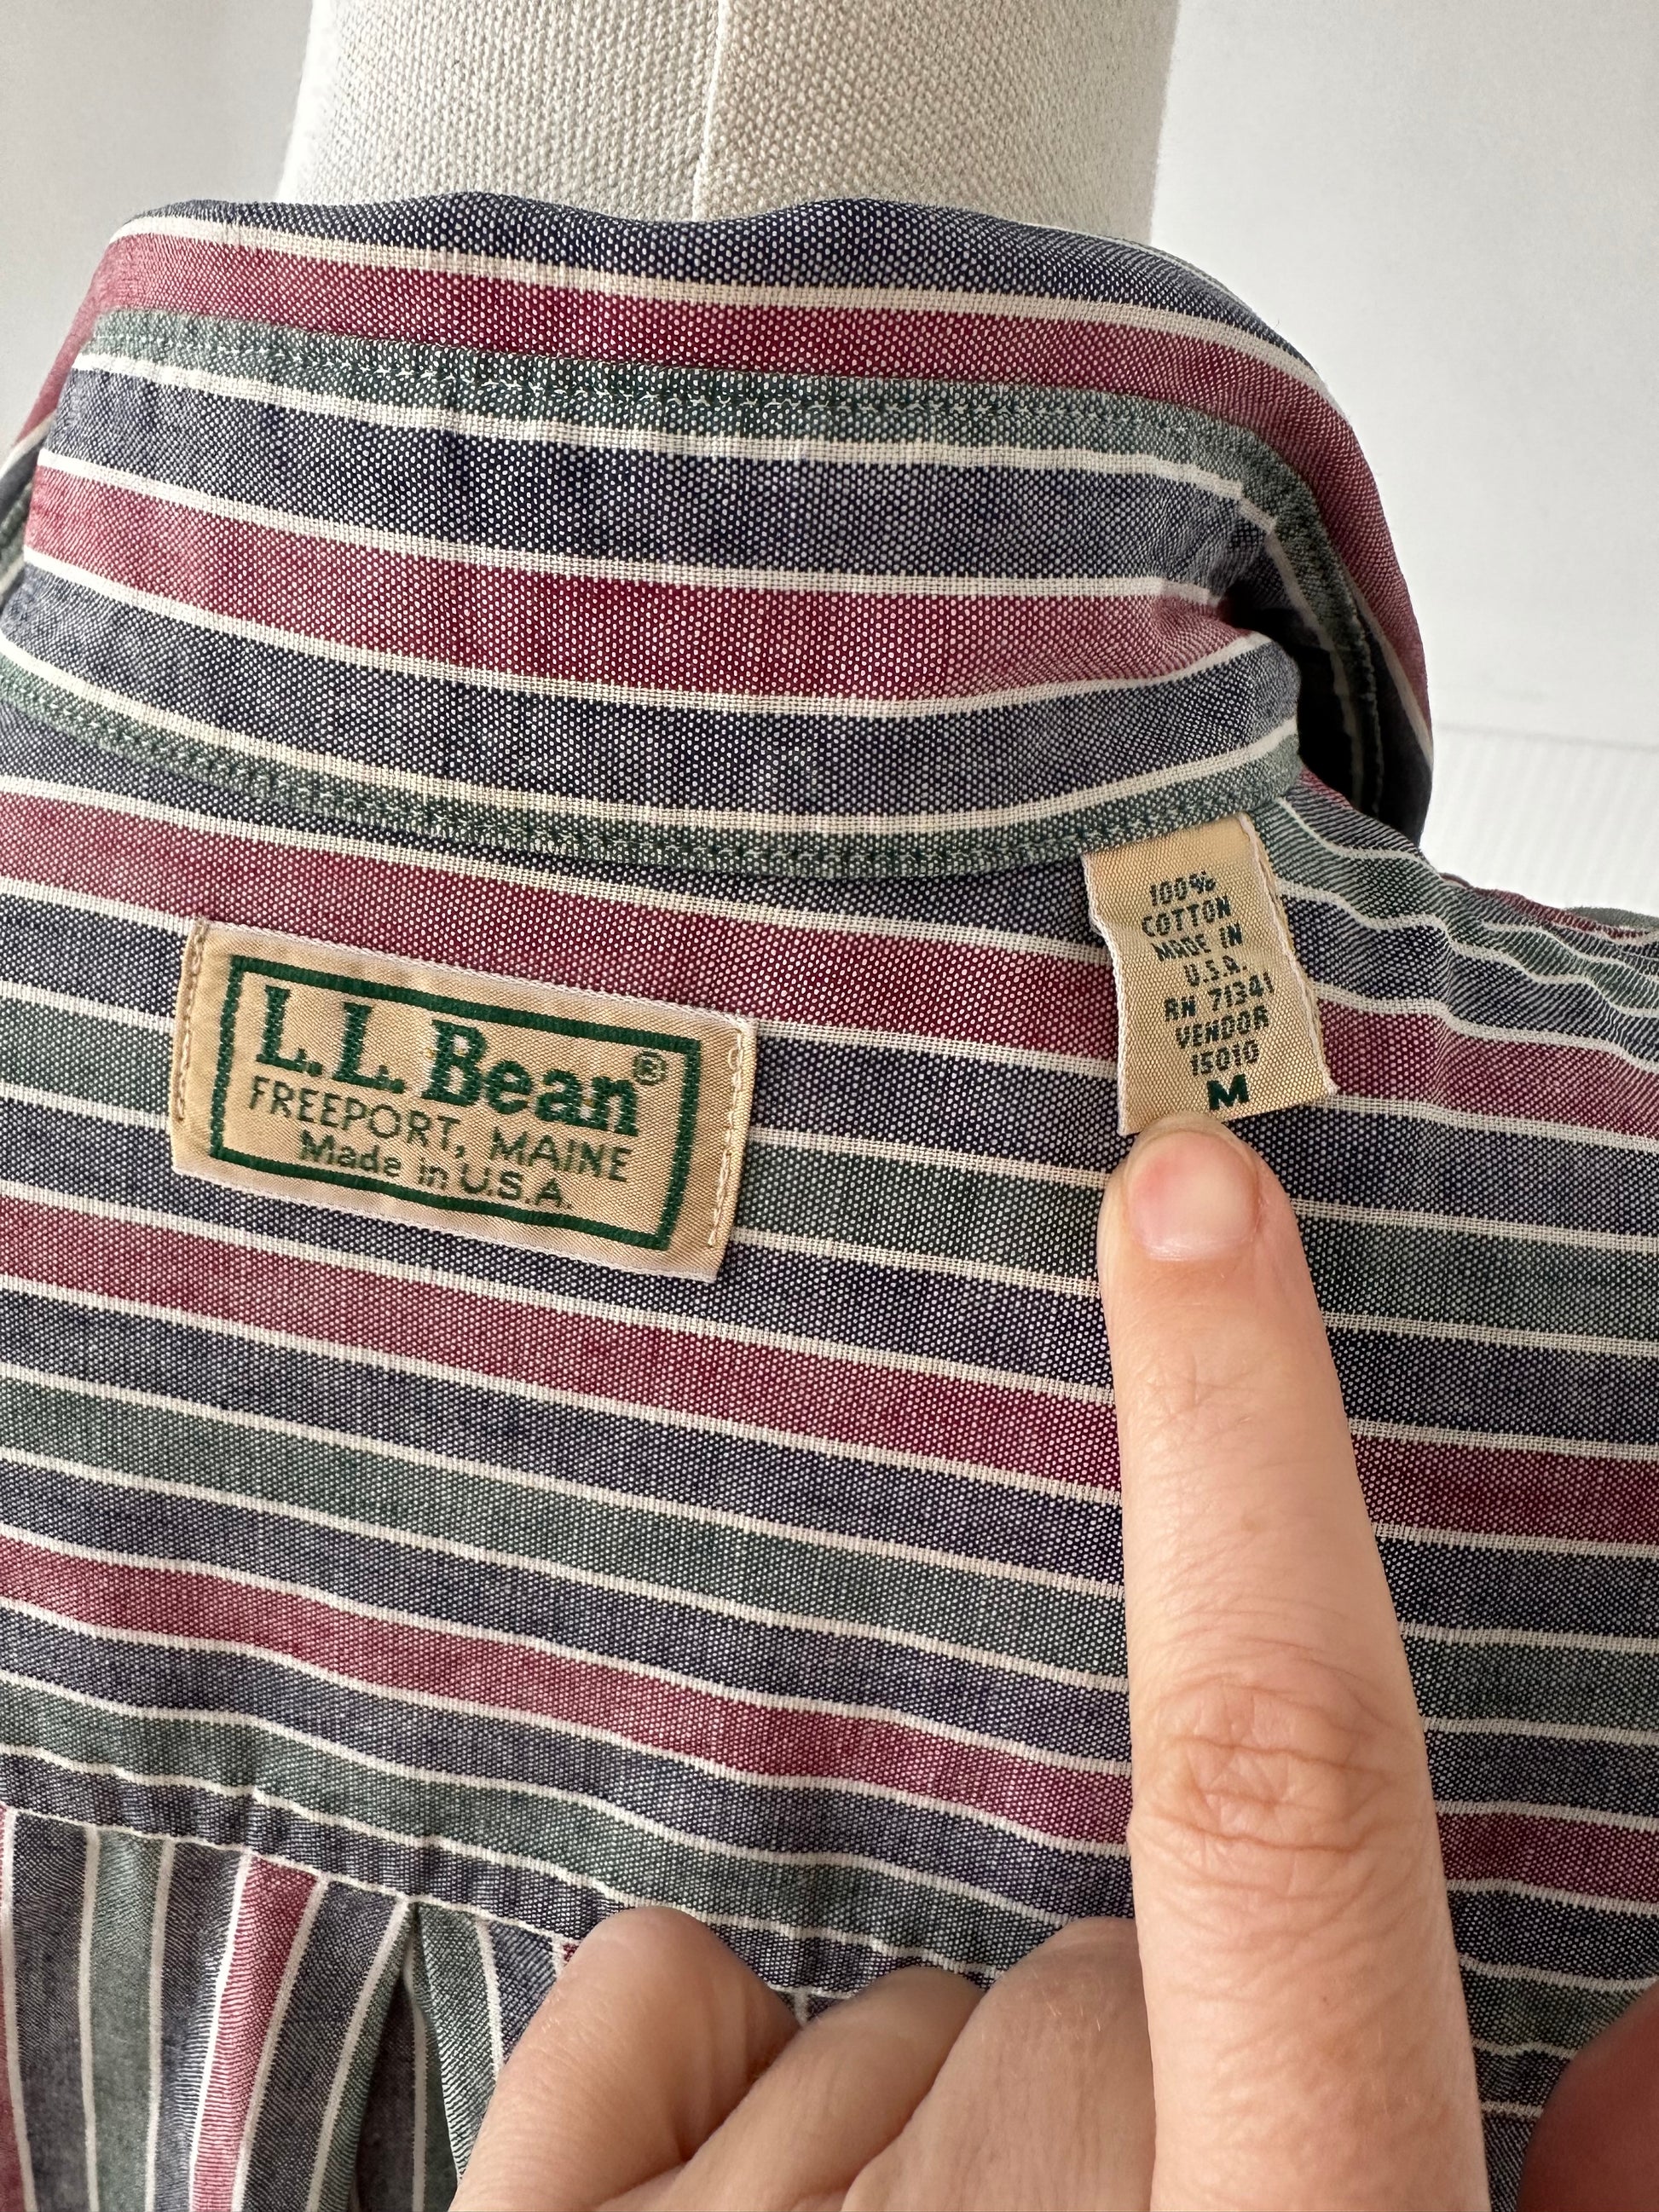 L.L.Bean®
FREEPORT, MAINE
Made in U.S.A.
100%
COTTON
MADE IN
U.S.A.
RN 71341
VENDOR
15010
M